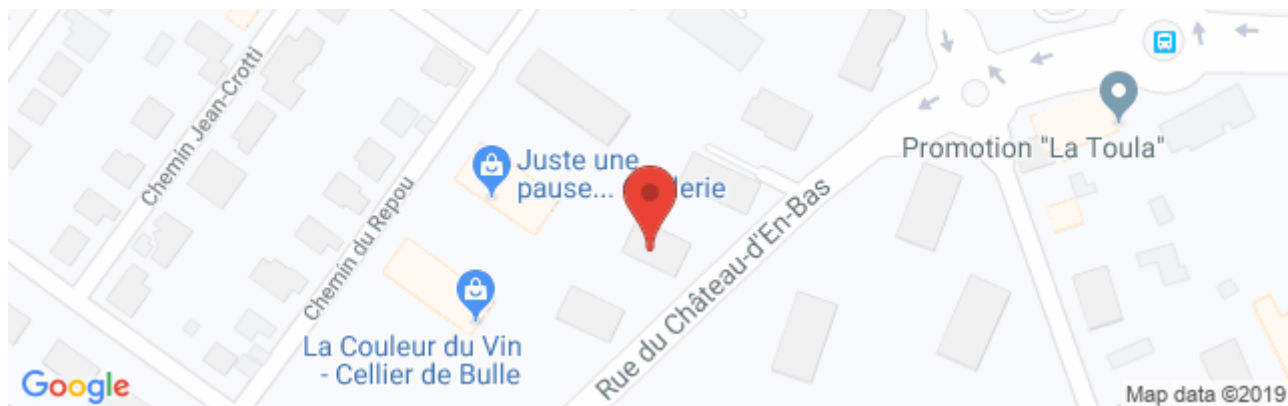 Chemin Jean-Crotti
Chemin du Repou
Juste une
pause...
La Couleur du Vin
- Cellier de Bulle
Rue du Château-d'En-Bas
Promotion "La Toula"
Google
Map data ©2019